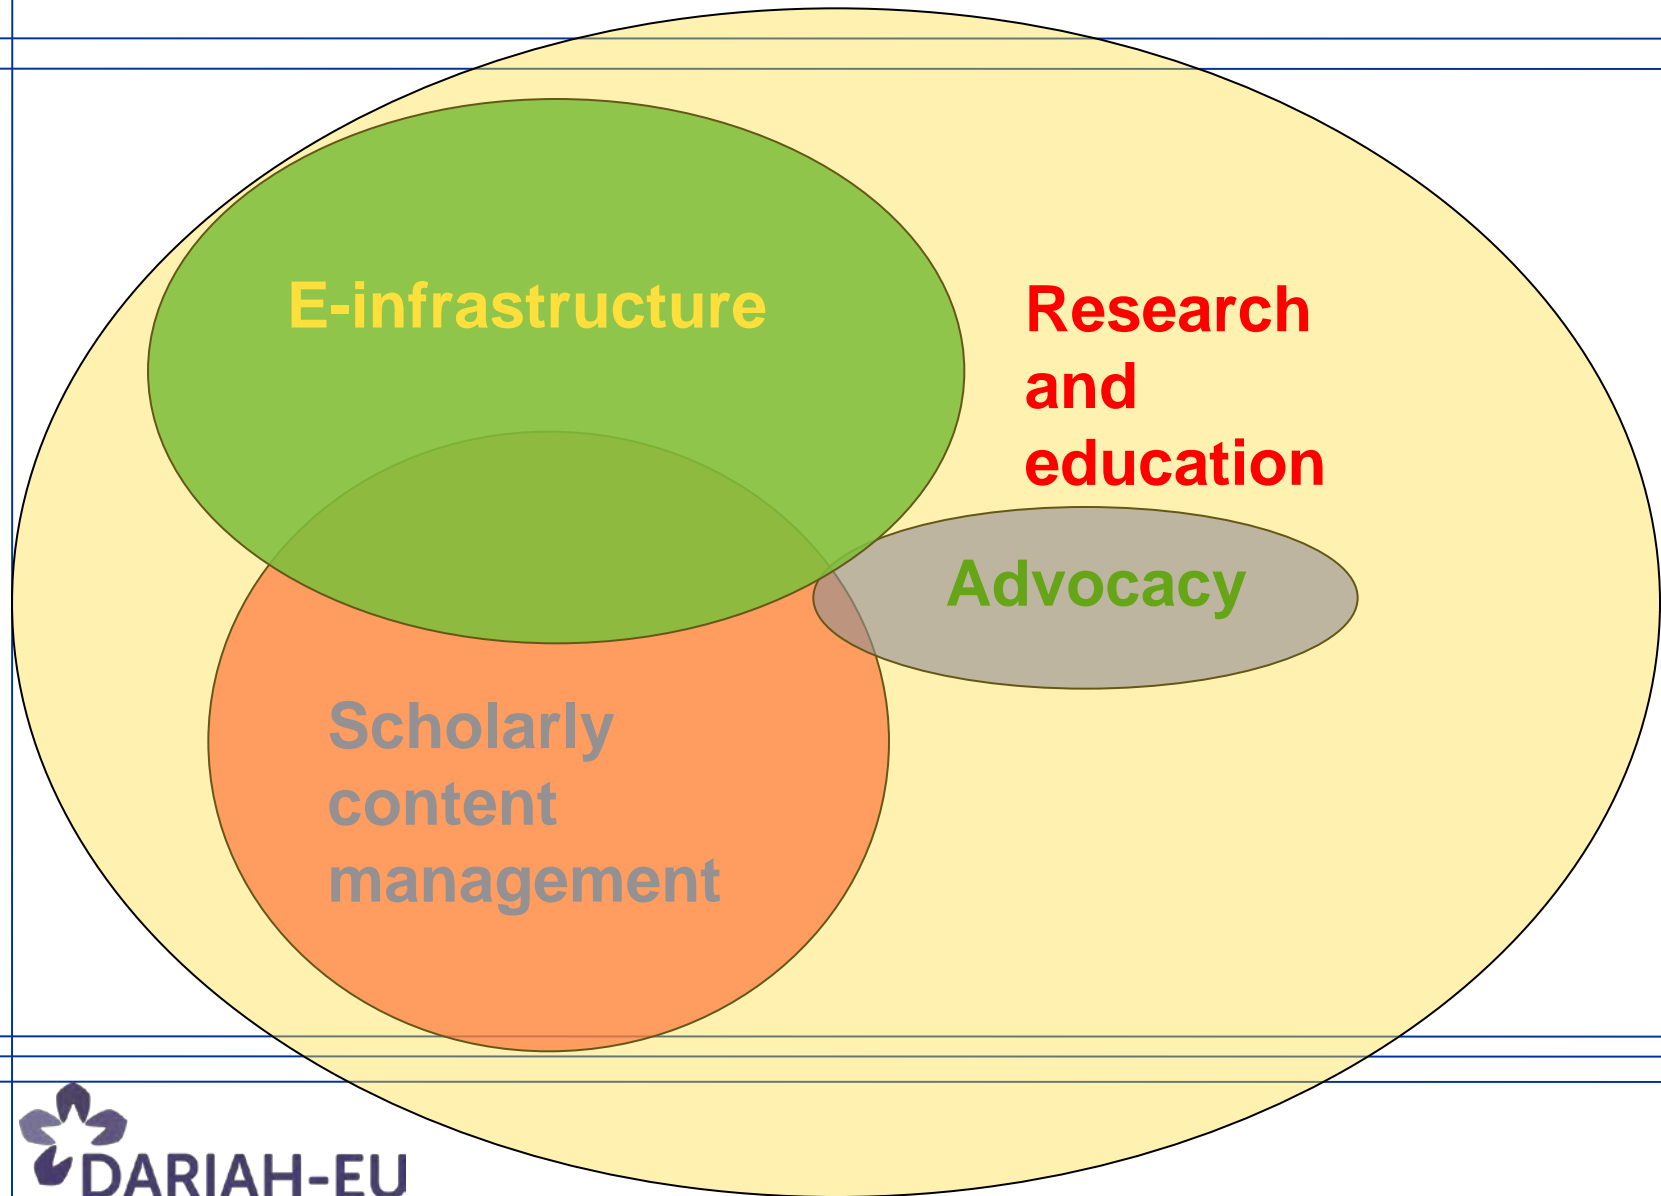 E-infrastructure
Research
and
education
Advocacy
Scholarly
content
management
DARIAH-EU